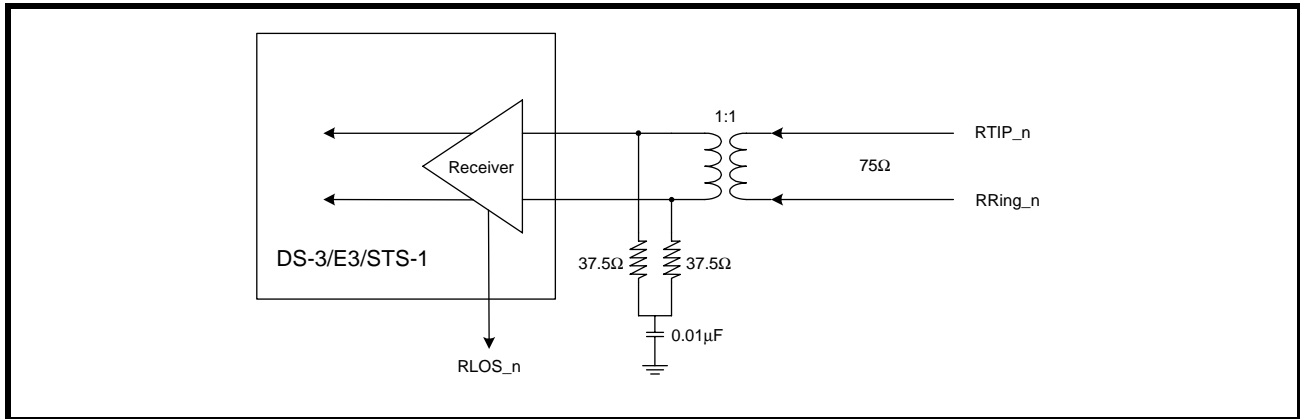 1:1
RTIP_n
Receiver
75Ω
RRing_n
DS-3/E3/STS-1
37.5Ω
37.5Ω
0.01μF
RLOS_n